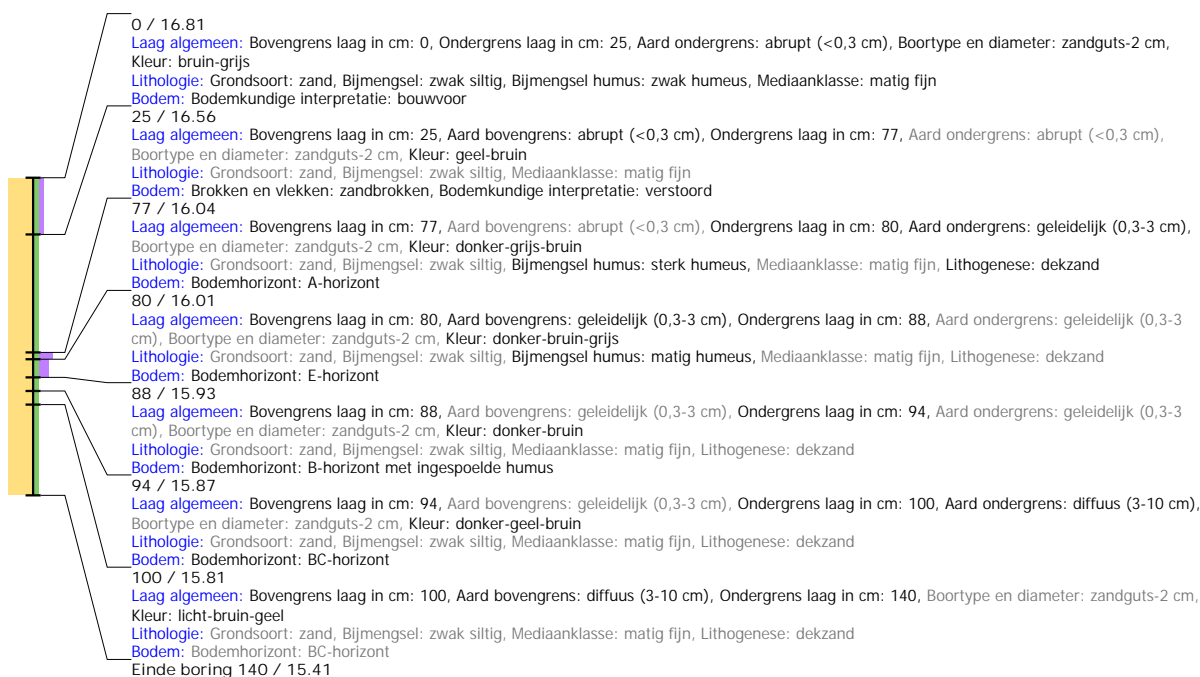 0 / 16.81
Laag algemeen: Bovengrens laag in cm: 0, Ondergrens laag in cm: 25, Aard ondergrens: abrupt (<0,3 cm), Boortype en diameter: zandguts-2 cm,
Kleur: bruin-grijs
Lithologie: Grondsoort: zand, Bijmengsel: zwak siltig, Bijmengsel humus: zwak humeus, Mediaanklasse: matig fijn
Bodem: Bodemkundige interpretatie: bouwvoor
25 / 16.56
Laag algemeen: Bovengrens laag in cm: 25, Aard bovengrens: abrupt (<0,3 cm), Ondergrens laag in cm: 77, Aard ondergrens: abrupt (<0,3 cm),
Boortype en diameter: zandguts-2 cm, Kleur: geel-bruin
Lithologie: Grondsoort: zand, Bijmengsel: zwak siltig, Mediaanklasse: matig fijn
Bodem: Brokken en vlekken: zandbrokken, Bodemkundige interpretatie: verstoord
77 / 16.04
Laag algemeen: Bovengrens laag in cm: 77, Aard bovengrens: abrupt (<0,3 cm), Ondergrens laag in cm: 80, Aard ondergrens: geleidelijk (0,3-3 cm),
Boortype en diameter: zandguts-2 cm, Kleur: donker-grijs-bruin
Lithologie: Grondsoort: zand, Bijmengsel: zwak siltig, Bijmengsel humus: sterk humeus, Mediaanklasse: matig fijn, Lithogenese: dekzand
Bodem: Bodemhorizont: A-horizont
80 / 16.01
Laag algemeen: Bovengrens laag in cm: 80, Aard bovengrens: geleidelijk (0,3-3 cm), Ondergrens laag in cm: 88, Aard ondergrens: geleidelijk (0,3-3
cm), Boortype en diameter: zandguts-2 cm, Kleur: donker-bruin-grijs
Lithologie: Grondsoort: zand, Bijmengsel: zwak siltig, Bijmengsel humus: matig humeus, Mediaanklasse: matig fijn, Lithogenese: dekzand
Bodem: Bodemhorizont: E-horizont
88 / 15.93
Laag algemeen: Bovengrens laag in cm: 88, Aard bovengrens: geleidelijk (0,3-3 cm), Ondergrens laag in cm: 94, Aard ondergrens: geleidelijk (0,3-3
cm), Boortype en diameter: zandguts-2 cm, Kleur: donker-bruin
Lithologie: Grondsoort: zand, Bijmengsel: zwak siltig, Mediaanklasse: matig fijn, Lithogenese: dekzand
Bodem: Bodemhorizont: B-horizont met ingespoelde humus
94 / 15.87
Laag algemeen: Bovengrens laag in cm: 94, Aard bovengrens: geleidelijk (0,3-3 cm), Ondergrens laag in cm: 100, Aard ondergrens: diffuus (3-10 cm),
Boortype en diameter: zandguts-2 cm, Kleur: donker-geel-bruin
Lithologie: Grondsoort: zand, Bijmengsel: zwak siltig, Mediaanklasse: matig fijn, Lithogenese: dekzand
Bodem: Bodemhorizont: BC-horizont
100 / 15.81
Laag algemeen: Bovengrens laag in cm: 100, Aard bovengrens: diffuus (3-10 cm), Ondergrens laag in cm: 140, Boortype en diameter: zandguts-2 cm,
Kleur: licht-bruin-geel
Lithologie: Grondsoort: zand, Bijmengsel: zwak siltig, Mediaanklasse: matig fijn, Lithogenese: dekzand
Bodem: Bodemhorizont: BC-horizont
Einde boring 140 / 15.41